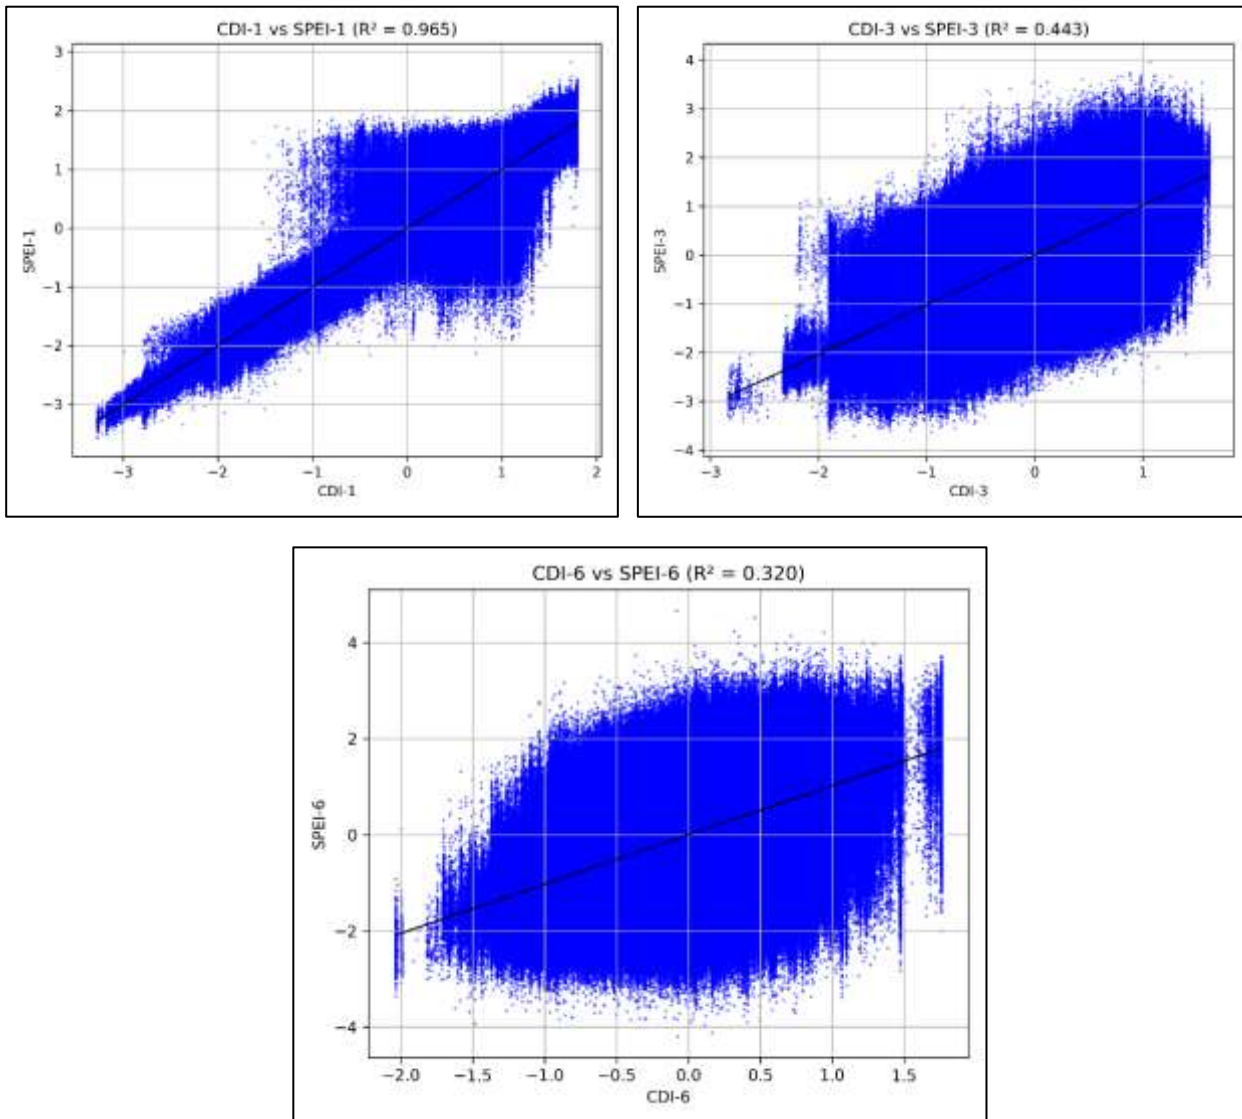 CDI-1 vs SPEI-1 (R² = 0.965)
3
2
1
0
−1
−2
−3
SPEI-1
−3 −2 −1 0 1 2
CDI-1
CDI-3 vs SPEI-3 (R² = 0.443)
4
3
2
1
0
−1
−2
−3
−4
SPEI-3
−3 −2 −1 0 1
CDI-3
CDI-6 vs SPEI-6 (R² = 0.320)
4
2
0
−2
−4
SPEI-6
−2.0 −1.5 −1.0 −0.5 0.0 0.5 1.0 1.5
CDI-6